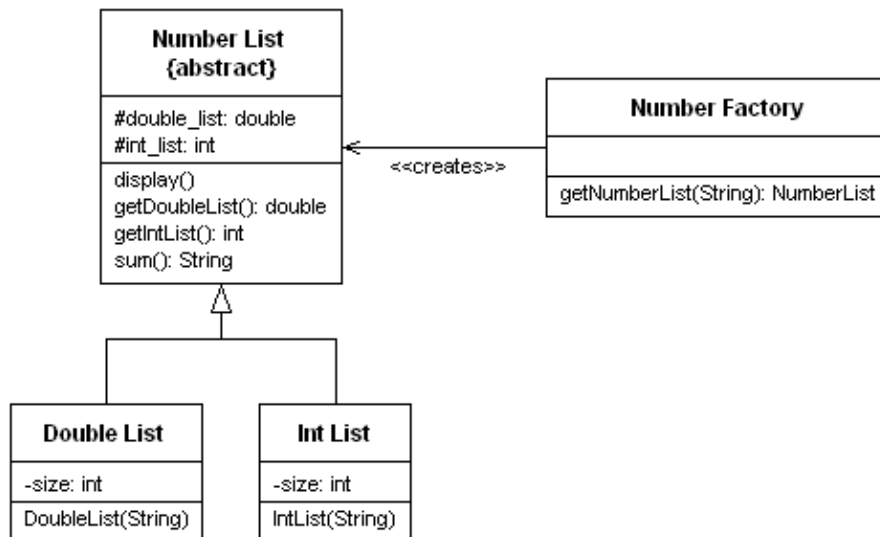 Number List
{abstract}
#double_list: double
#int_list: int
display()
getDoubleList(): double
getIntList(): int
sum(): String
Number Factory
getNumberList(String): NumberList
<<creates>>
Double List
-size: int
DoubleList(String)
Int List
-size: int
IntList(String)